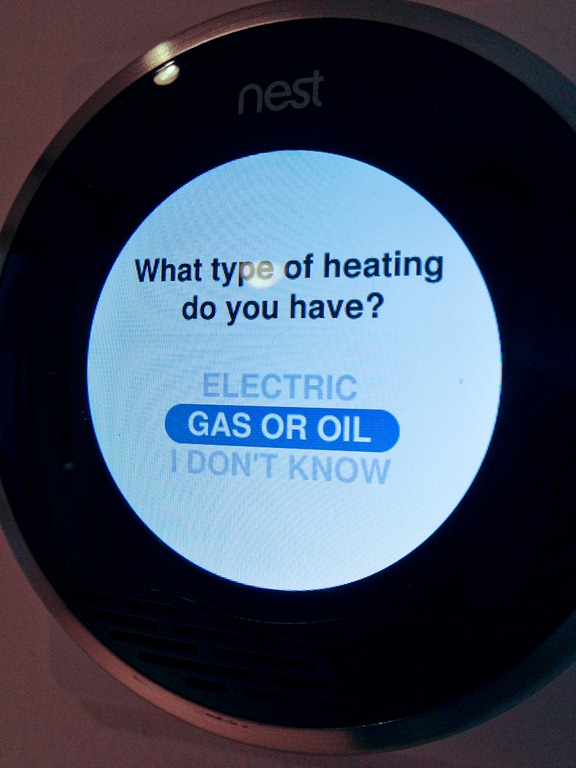 nest
What type of heating
do you have?
ELECTRIC
GAS OR OIL
I DON'T KNOW